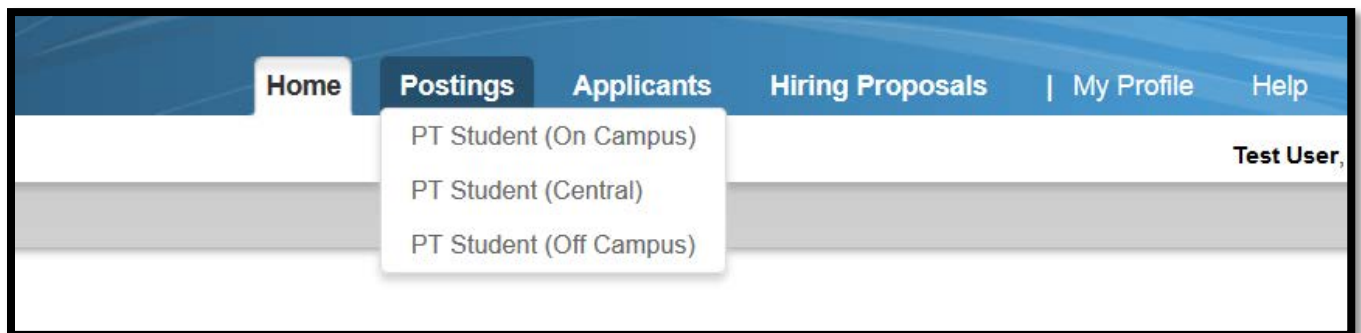 Home Postings Applicants Hiring Proposals | My Profile Help
PT Student (On Campus)
Test User,
PT Student (Central)
PT Student (Off Campus)